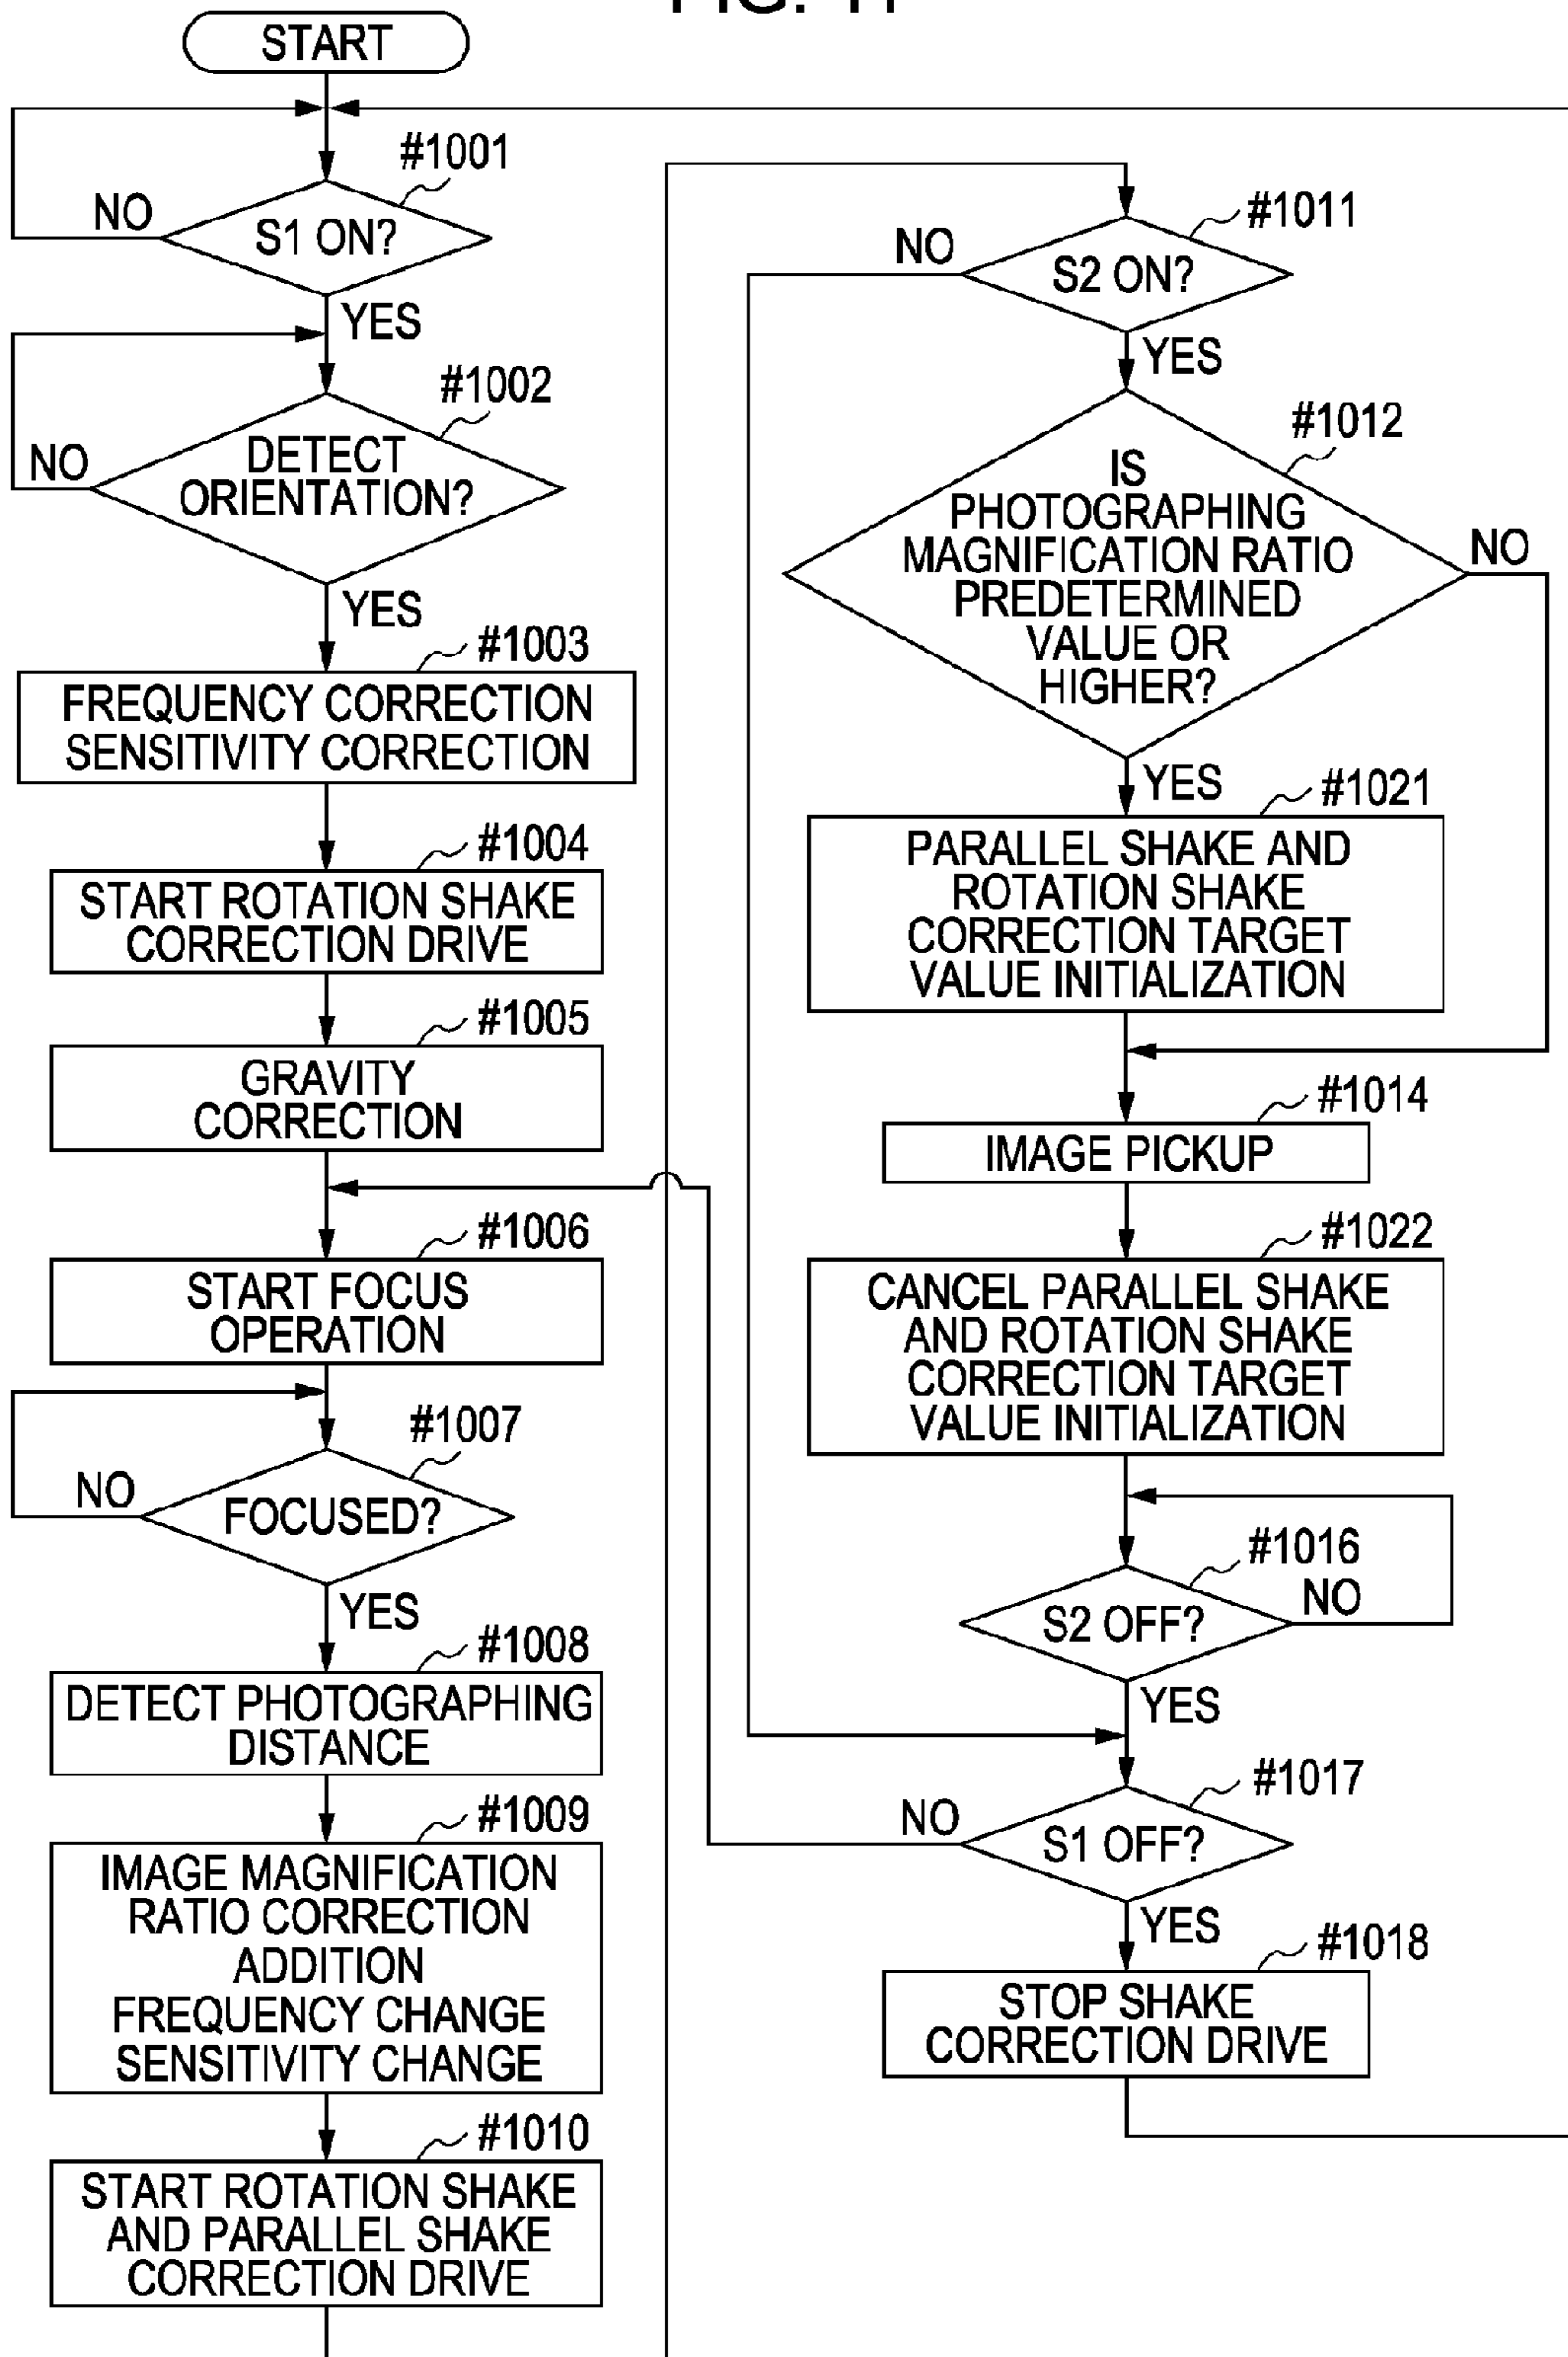 START
#1001
NO
S1 ON?
YES
#1002
NO
DETECT
ORIENTATION?
YES
#1003
FREQUENCY CORRECTION
SENSITIVITY CORRECTION
#1004
START ROTATION SHAKE
CORRECTION DRIVE
#1005
GRAVITY
CORRECTION
#1006
START FOCUS
OPERATION
#1007
NO
FOCUSED?
YES
#1008
DETECT PHOTOGRAPHING
DISTANCE
#1009
IMAGE MAGNIFICATION
RATIO CORRECTION
ADDITION
FREQUENCY CHANGE
SENSITIVITY CHANGE
#1010
START ROTATION SHAKE
AND PARALLEL SHAKE
CORRECTION DRIVE
#1011
NO
S2 ON?
YES
#1012
IS
PHOTOGRAPHING
MAGNIFICATION RATIO
PREDETERMINED
VALUE OR
HIGHER?
NO
YES
#1021
PARALLEL SHAKE AND
ROTATION SHAKE
CORRECTION TARGET
VALUE INITIALIZATION
#1014
IMAGE PICKUP
#1022
CANCEL PARALLEL SHAKE
AND ROTATION SHAKE
CORRECTION TARGET
VALUE INITIALIZATION
#1016
S2 OFF?
NO
YES
#1017
NO
S1 OFF?
YES
#1018
STOP SHAKE
CORRECTION DRIVE